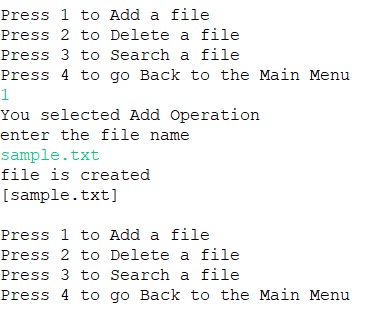 Press 1 to Add a file
Press 2 to Delete a file
Press 3 to Search a file
Press 4 to go Back to the Main Menu
1
You selected Add Operation
enter the file name
sample.txt
file is created
[sample.txt]
Press 1 to Add a file
Press 2 to Delete a file
Press 3 to Search a file
Press 4 to go Back to the Main Menu